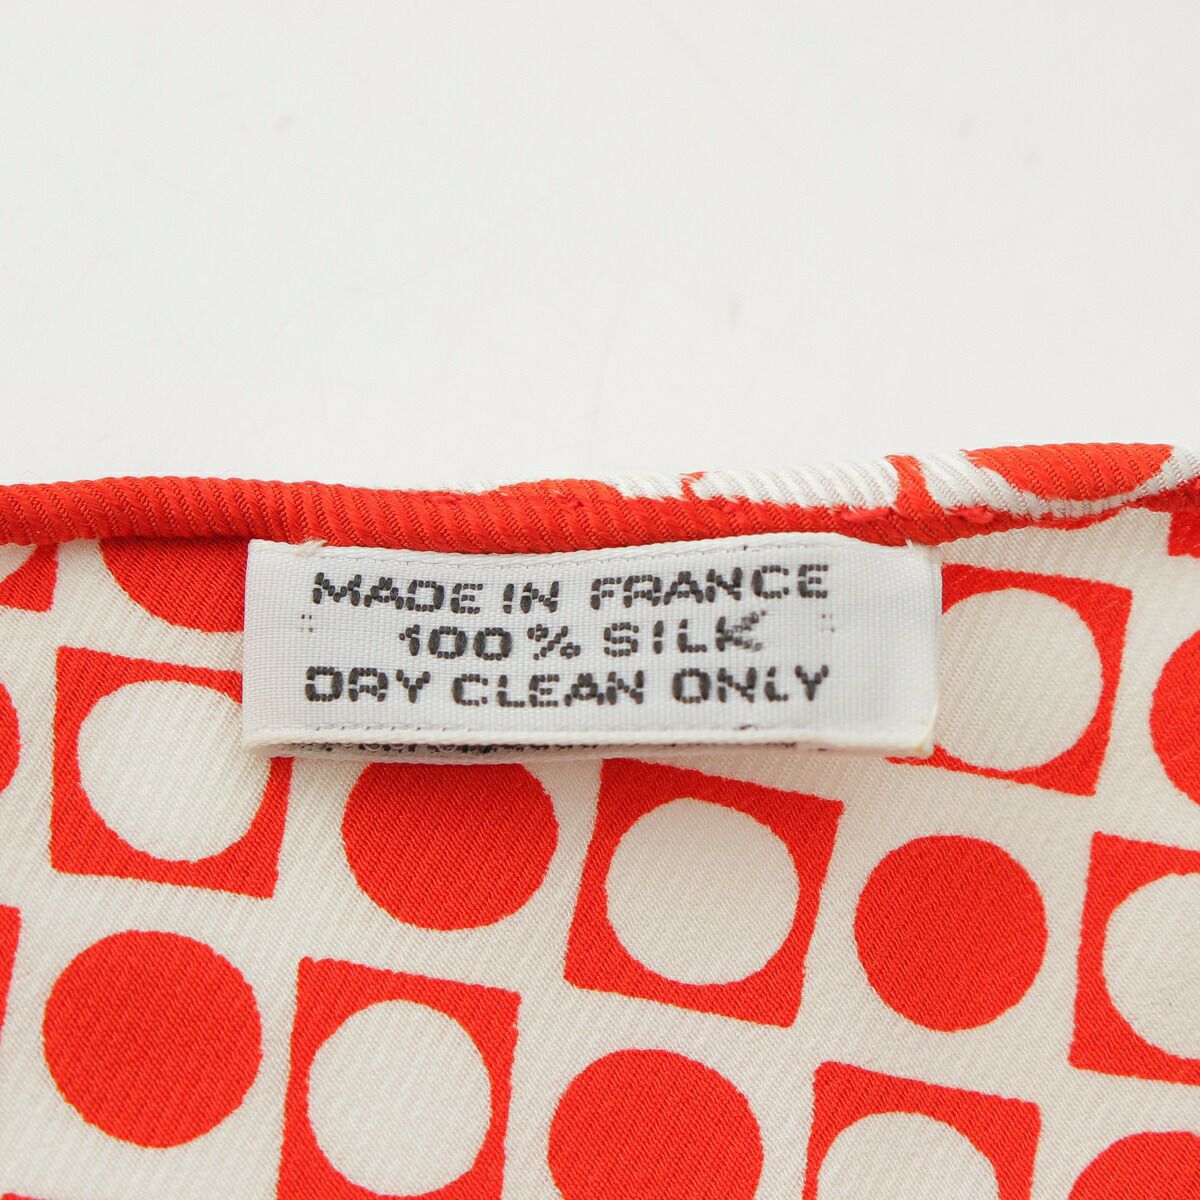 MADE IN FRANCE
100% SILK
DRY CLEAN ONLY